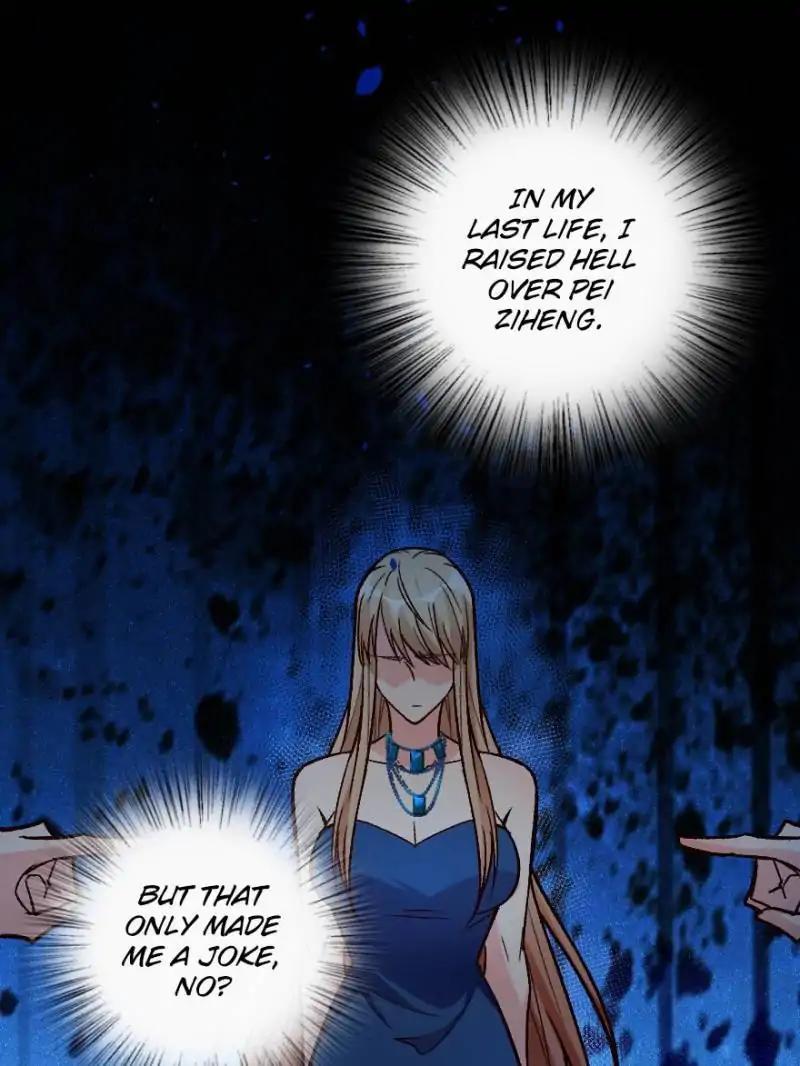 IN MY
LAST LIFE, I
RAISED HELL
OVER PEI
ZIHENG.
BUT THAT
ONLY MADE
ME A JOKE,
NO?